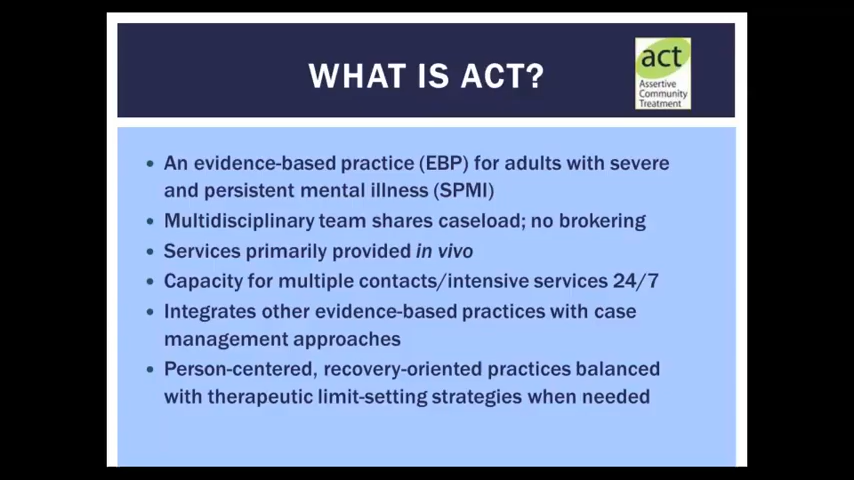 WHAT IS ACT?
act
Assertive
Community
Treatment
• An evidence-based practice (EBP) for adults with severe
and persistent mental illness (SPMI)
• Multidisciplinary team shares caseload; no brokering
• Services primarily provided in vivo
• Capacity for multiple contacts/intensive services 24/7
• Integrates other evidence-based practices with case
management approaches
• Person-centered, recovery-oriented practices balanced
with therapeutic limit-setting strategies when needed